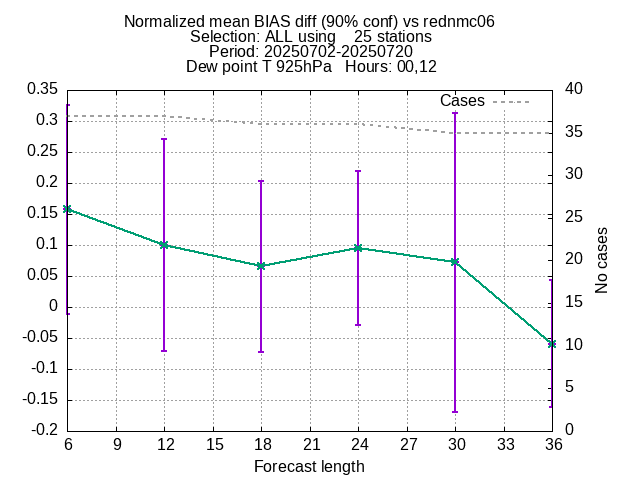 Normalized mean BIAS diff (90% conf) vs rednmc06
Selection: ALL using    25 stations
Period: 20250702-20250720
Dew point T 925hPa   Hours: 00,12
Cases
0.35
0.3
0.25
0.2
0.15
0.1
0.05
0
-0.05
-0.1
-0.15
-0.2
40
35
30
25
20
15
10
5
0
No cases
6 9 12 15 18 21 24 27 30 33 36
Forecast length